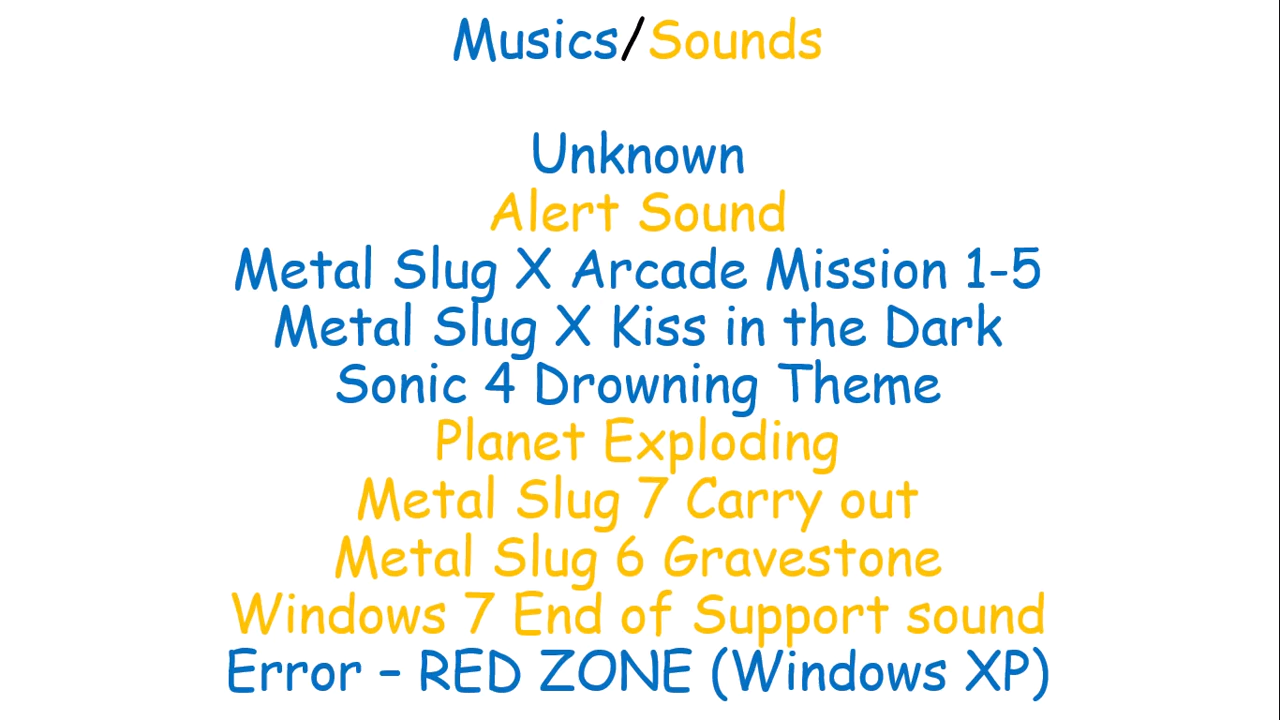 Musics/Sounds
Unknown
Alert Sound
Metal Slug X Arcade Mission 1-5
Metal Slug X Kiss in the Dark
Sonic 4 Drowning Theme
Planet Exploding
Metal Slug 7 Carry out
Metal Slug 6 Gravestone
Windows 7 End of Support sound
Error – RED ZONE (Windows XP)